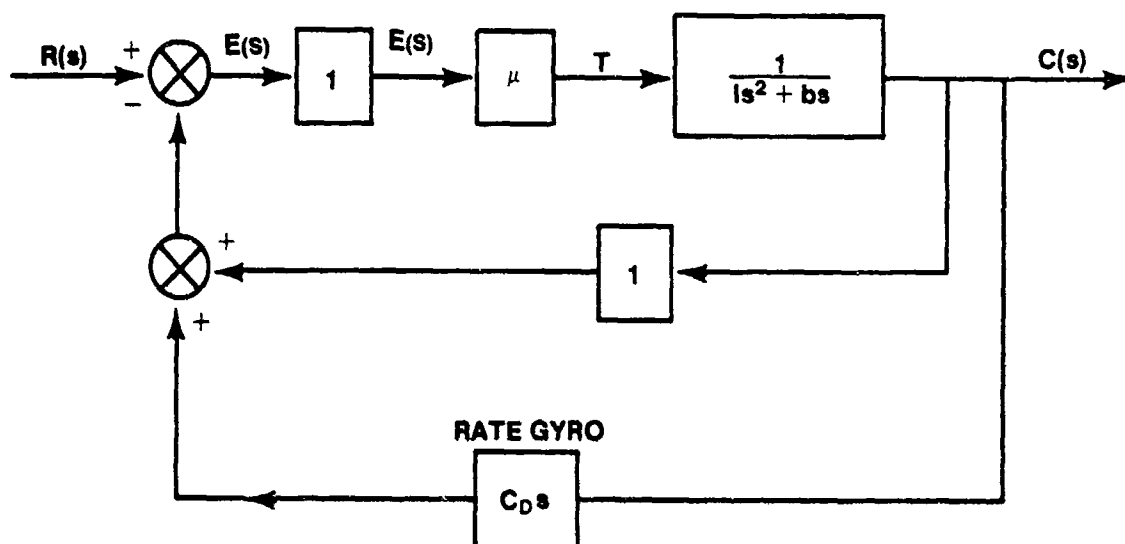 R(s)
+
−
E(S)
1
E(S)
μ
T
1
Is² + bs
C(s)
+
1
+
RATE GYRO
C_D s